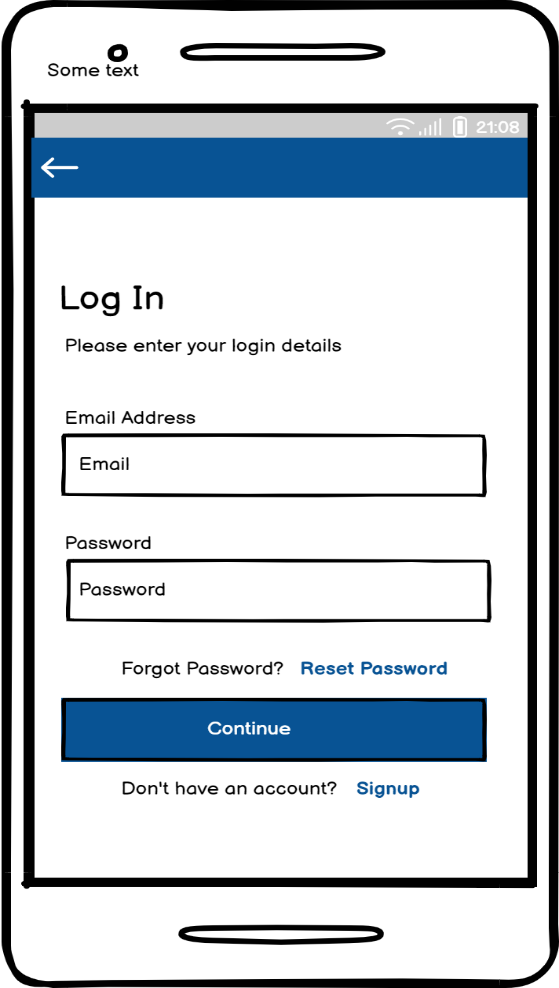 Some text
21:08
Log In
Please enter your login details
Email Address
Email
Password
Password
Forgot Password? Reset Password
Continue
Don't have an account? Signup